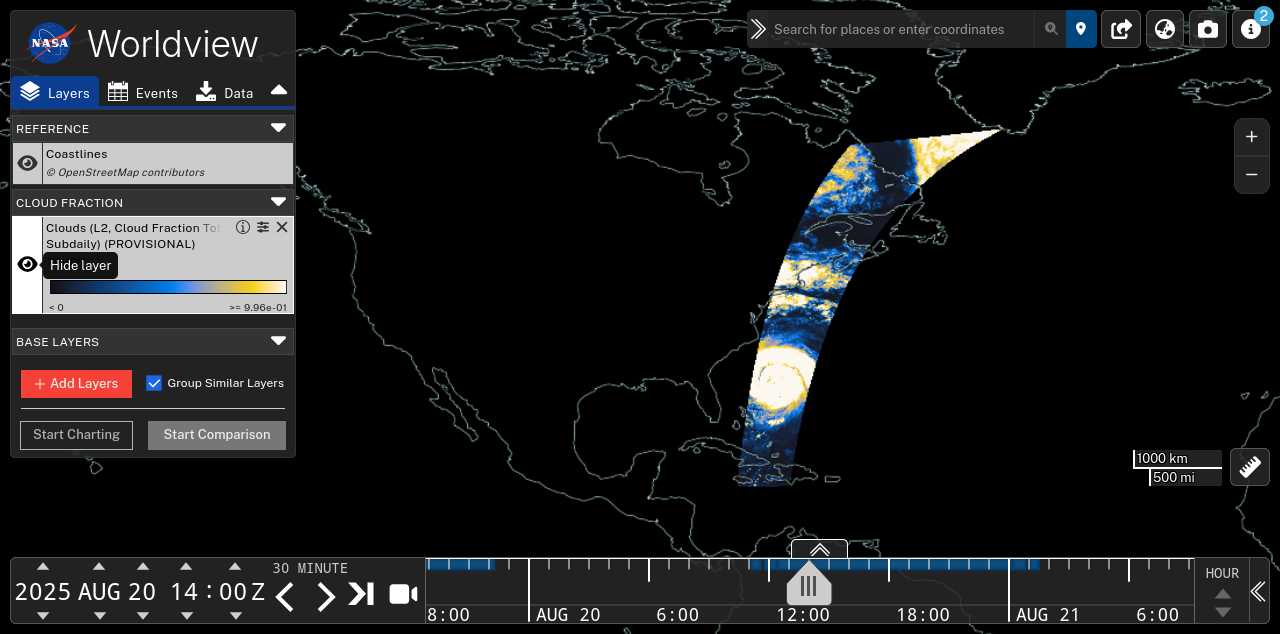 NASA Worldview
Search for places or enter coordinates
2
Layers Events Data
REFERENCE
Coastlines
© OpenStreetMap contributors
CLOUD FRACTION
Clouds (L2, Cloud Fraction Tot
Subdaily) (PROVISIONAL)
Hide layer
< 0 >= 9.96e-01
BASE LAYERS
+ Add Layers Group Similar Layers
Start Charting Start Comparison
+
−
1000 km
500 mi
30 MINUTE
2025 AUG 20 14 : 00 Z
HOUR
8:00 AUG 20 6:00 12:00 18:00 AUG 21 6:00